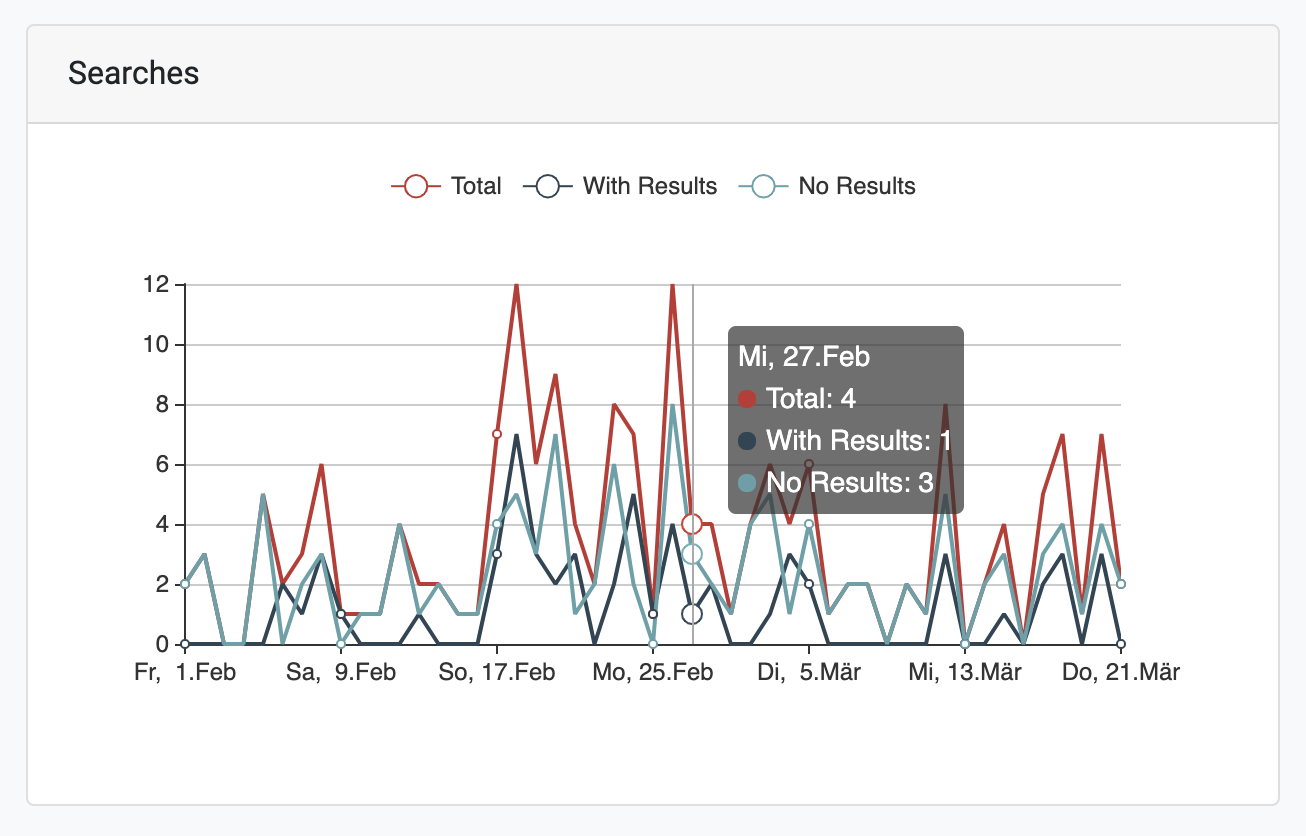 Searches
Total With Results No Results
12
10
8
6
4
2
0
Mi, 27.Feb
Total: 4
With Results: 1
No Results: 3
Fr, 1.Feb Sa, 9.Feb So, 17.Feb Mo, 25.Feb Di, 5.Mär Mi, 13.Mär Do, 21.Mär